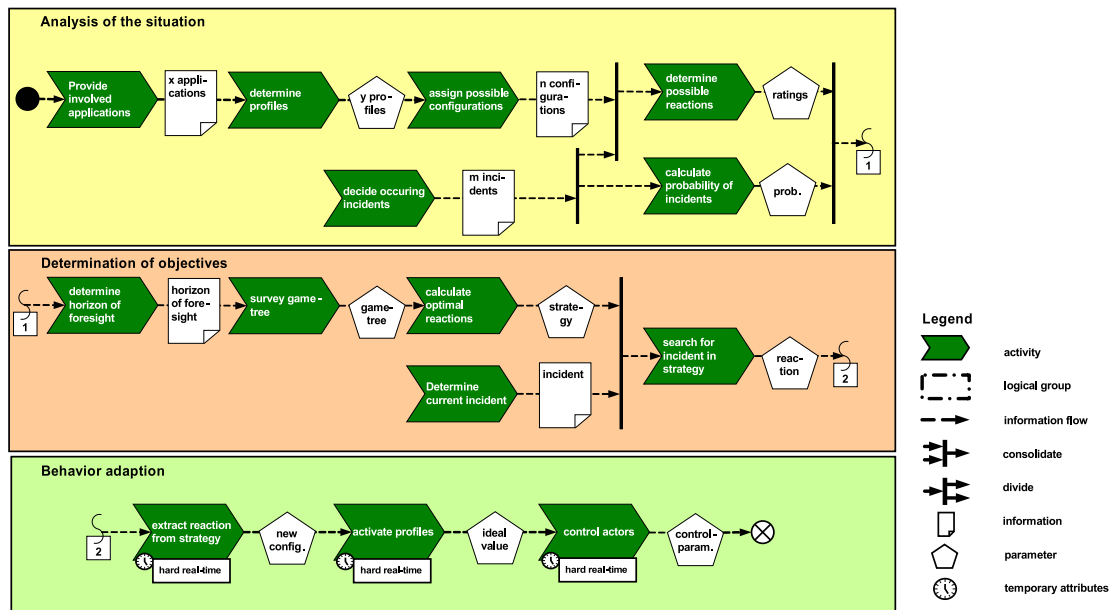 Analysis of the situation
Provide
involved
applications
x appli-
cations
determine
profiles
y pro-
files
assign possible
configurations
n confi-
gura-
tions
determine
possible
reactions
ratings
1
decide occuring
incidents
m inci-
dents
calculate
probability of
incidents
prob.
Determination of objectives
1
determine
horizon of
foresight
horizon
of fore-
sight
survey game-
tree
game-
tree
calculate
optimal
reactions
strate-
gy
Determine
current incident
incident
search for
incident in
strategy
reac-
tion
2
Behavior adaption
2
extract reaction
from strategy
hard real-time
new
config.
activate profiles
hard real-time
ideal
value
control actors
hard real-time
control-
param.
Legend
activity
logical group
information flow
consolidate
divide
information
parameter
temporary attributes